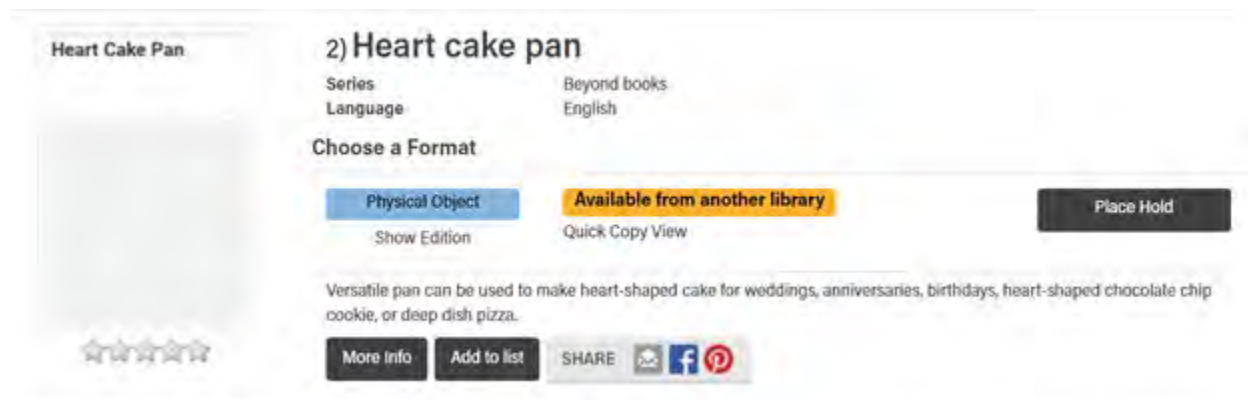 Heart Cake Pan
2) Heart cake pan
Series Beyond books
Language English
Choose a Format
Physical Object Available from another library Place Hold
Show Edition Quick Copy View
Versatile pan can be used to make heart-shaped cake for weddings, anniversaries, birthdays, heart-shaped chocolate chip
cookie, or deep dish pizza.
More Info Add to list SHARE